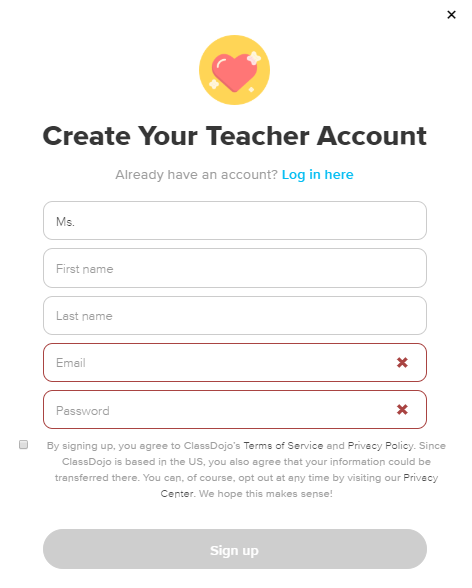 Create Your Teacher Account
Already have an account? Log in here
Ms.
First name
Last name
Email
Password
By signing up, you agree to ClassDojo's Terms of Service and Privacy Policy. Since
ClassDojo is based in the US, you also agree that your information could be
transferred there. You can, of course, opt out at any time by visiting our Privacy
Center. We hope this makes sense!
Sign up